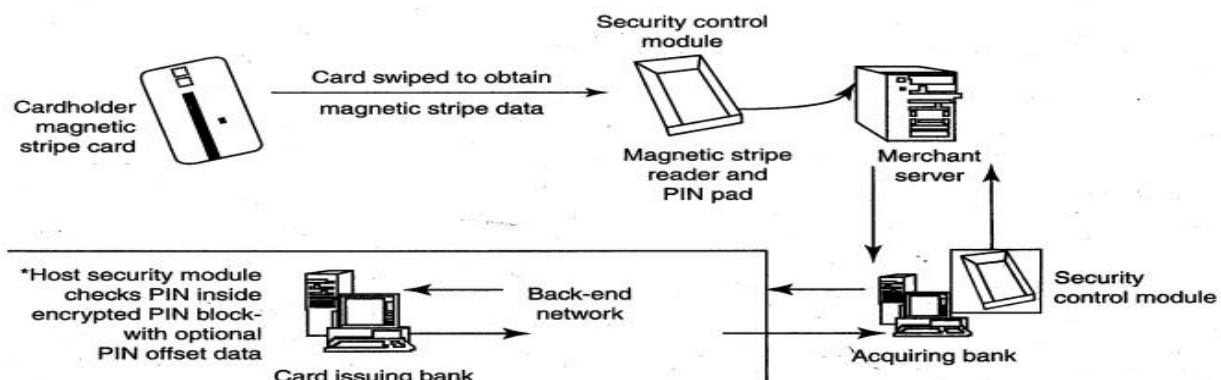 Security control
module
Card swiped to obtain
magnetic stripe data
Cardholder
magnetic
stripe card
Magnetic stripe
reader and
PIN pad
Merchant
server
*Host security module
checks PIN inside
encrypted PIN block-
with optional
PIN offset data
Back-end
network
Security
control module
Acquiring bank
Card issuing bank